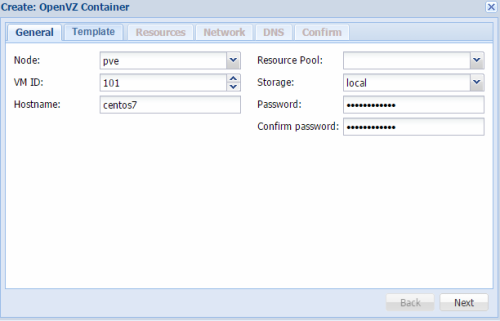 Create: OpenVZ Container
General Template Resources Network DNS Confirm
Node: pve Resource Pool:
VM ID: 101 Storage: local
Hostname: centos7 Password: ••••••••••••
Confirm password: ••••••••••••
Back Next